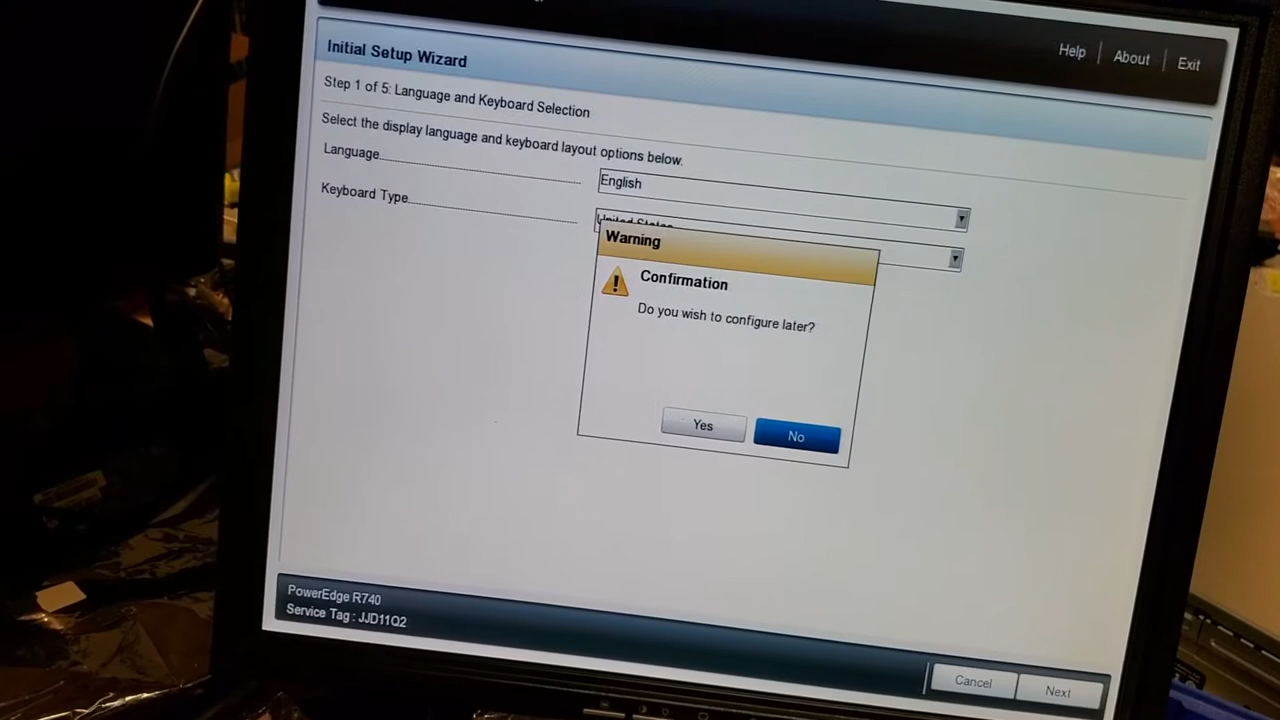 Help | About | Exit
Initial Setup Wizard
Step 1 of 5: Language and Keyboard Selection
Select the display language and keyboard layout options below.
Language
English
Keyboard Type
United States
Warning
Confirmation
Do you wish to configure later?
Yes
No
PowerEdge R740
Service Tag : JJD11Q2
Cancel
Next